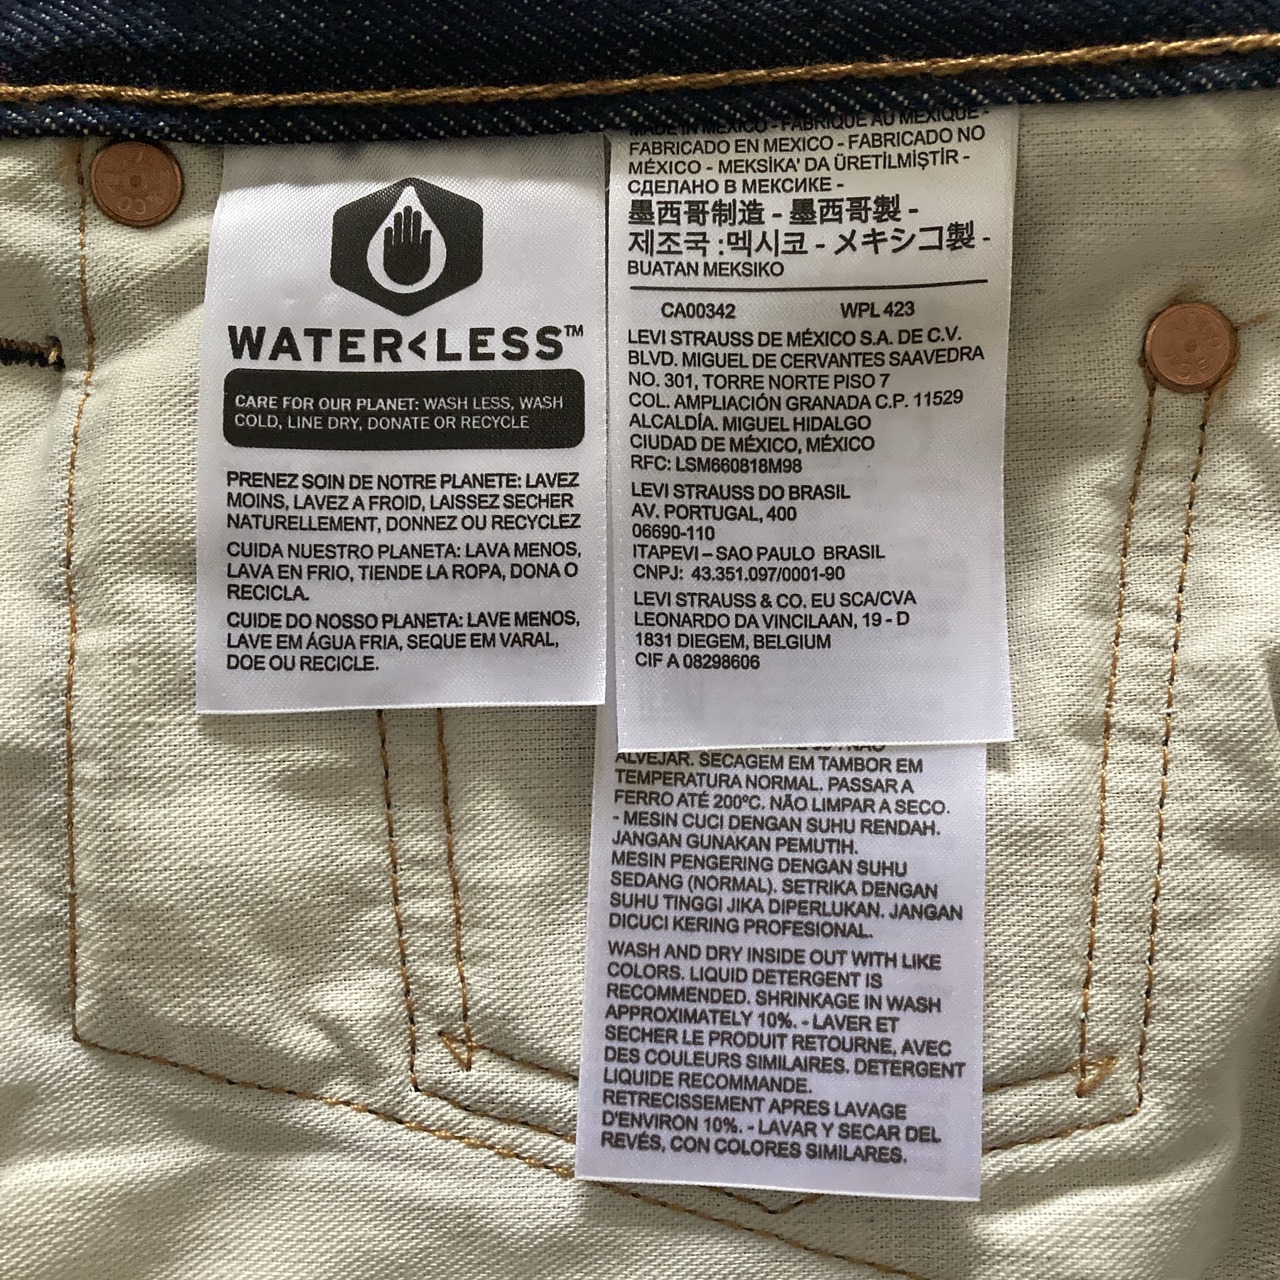 WATER<LESS™
CARE FOR OUR PLANET: WASH LESS, WASH
COLD, LINE DRY, DONATE OR RECYCLE
PRENEZ SOIN DE NOTRE PLANETE: LAVEZ
MOINS, LAVEZ A FROID, LAISSEZ SECHER
NATURELLEMENT, DONNEZ OU RECYCLEZ
CUIDA NUESTRO PLANETA: LAVA MENOS,
LAVA EN FRIO, TIENDE LA ROPA, DONA O
RECICLA.
CUIDE DO NOSSO PLANETA: LAVE MENOS,
LAVE EM ÁGUA FRIA, SEQUE EM VARAL,
DOE OU RECICLE.
MADE IN MEXICO - FABRIQUÉ AU MEXIQUE -
FABRICADO EN MEXICO - FABRICADO NO
MÉXICO - MEKSİKA' DA ÜRETİLMİŞTİR -
СДЕЛАНО В МЕКСИКЕ -
墨西哥制造 - 墨西哥製 -
제조국 :멕시코 - メキシコ製 -
BUATAN MEKSIKO
CA00342 WPL 423
LEVI STRAUSS DE MÉXICO S.A. DE C.V.
BLVD. MIGUEL DE CERVANTES SAAVEDRA
NO. 301, TORRE NORTE PISO 7
COL. AMPLIACIÓN GRANADA C.P. 11529
ALCALDÍA. MIGUEL HIDALGO
CIUDAD DE MÉXICO, MÉXICO
RFC: LSM660818M98
LEVI STRAUSS DO BRASIL
AV. PORTUGAL, 400
06690-110
ITAPEVI – SAO PAULO BRASIL
CNPJ: 43.351.097/0001-90
LEVI STRAUSS & CO. EU SCA/CVA
LEONARDO DA VINCILAAN, 19 - D
1831 DIEGEM, BELGIUM
CIF A 08298606
ALVEJAR. SECAGEM EM TAMBOR EM
TEMPERATURA NORMAL. PASSAR A
FERRO ATÉ 200ºC. NÃO LIMPAR A SECO.
- MESIN CUCI DENGAN SUHU RENDAH.
JANGAN GUNAKAN PEMUTIH.
MESIN PENGERING DENGAN SUHU
SEDANG (NORMAL). SETRIKA DENGAN
SUHU TINGGI JIKA DIPERLUKAN. JANGAN
DICUCI KERING PROFESIONAL.
WASH AND DRY INSIDE OUT WITH LIKE
COLORS. LIQUID DETERGENT IS
RECOMMENDED. SHRINKAGE IN WASH
APPROXIMATELY 10%. - LAVER ET
SECHER LE PRODUIT RETOURNE, AVEC
DES COULEURS SIMILAIRES. DETERGENT
LIQUIDE RECOMMANDE.
RETRECISSEMENT APRES LAVAGE
D'ENVIRON 10%. - LAVAR Y SECAR DEL
REVÉS, CON COLORES SIMILARES.